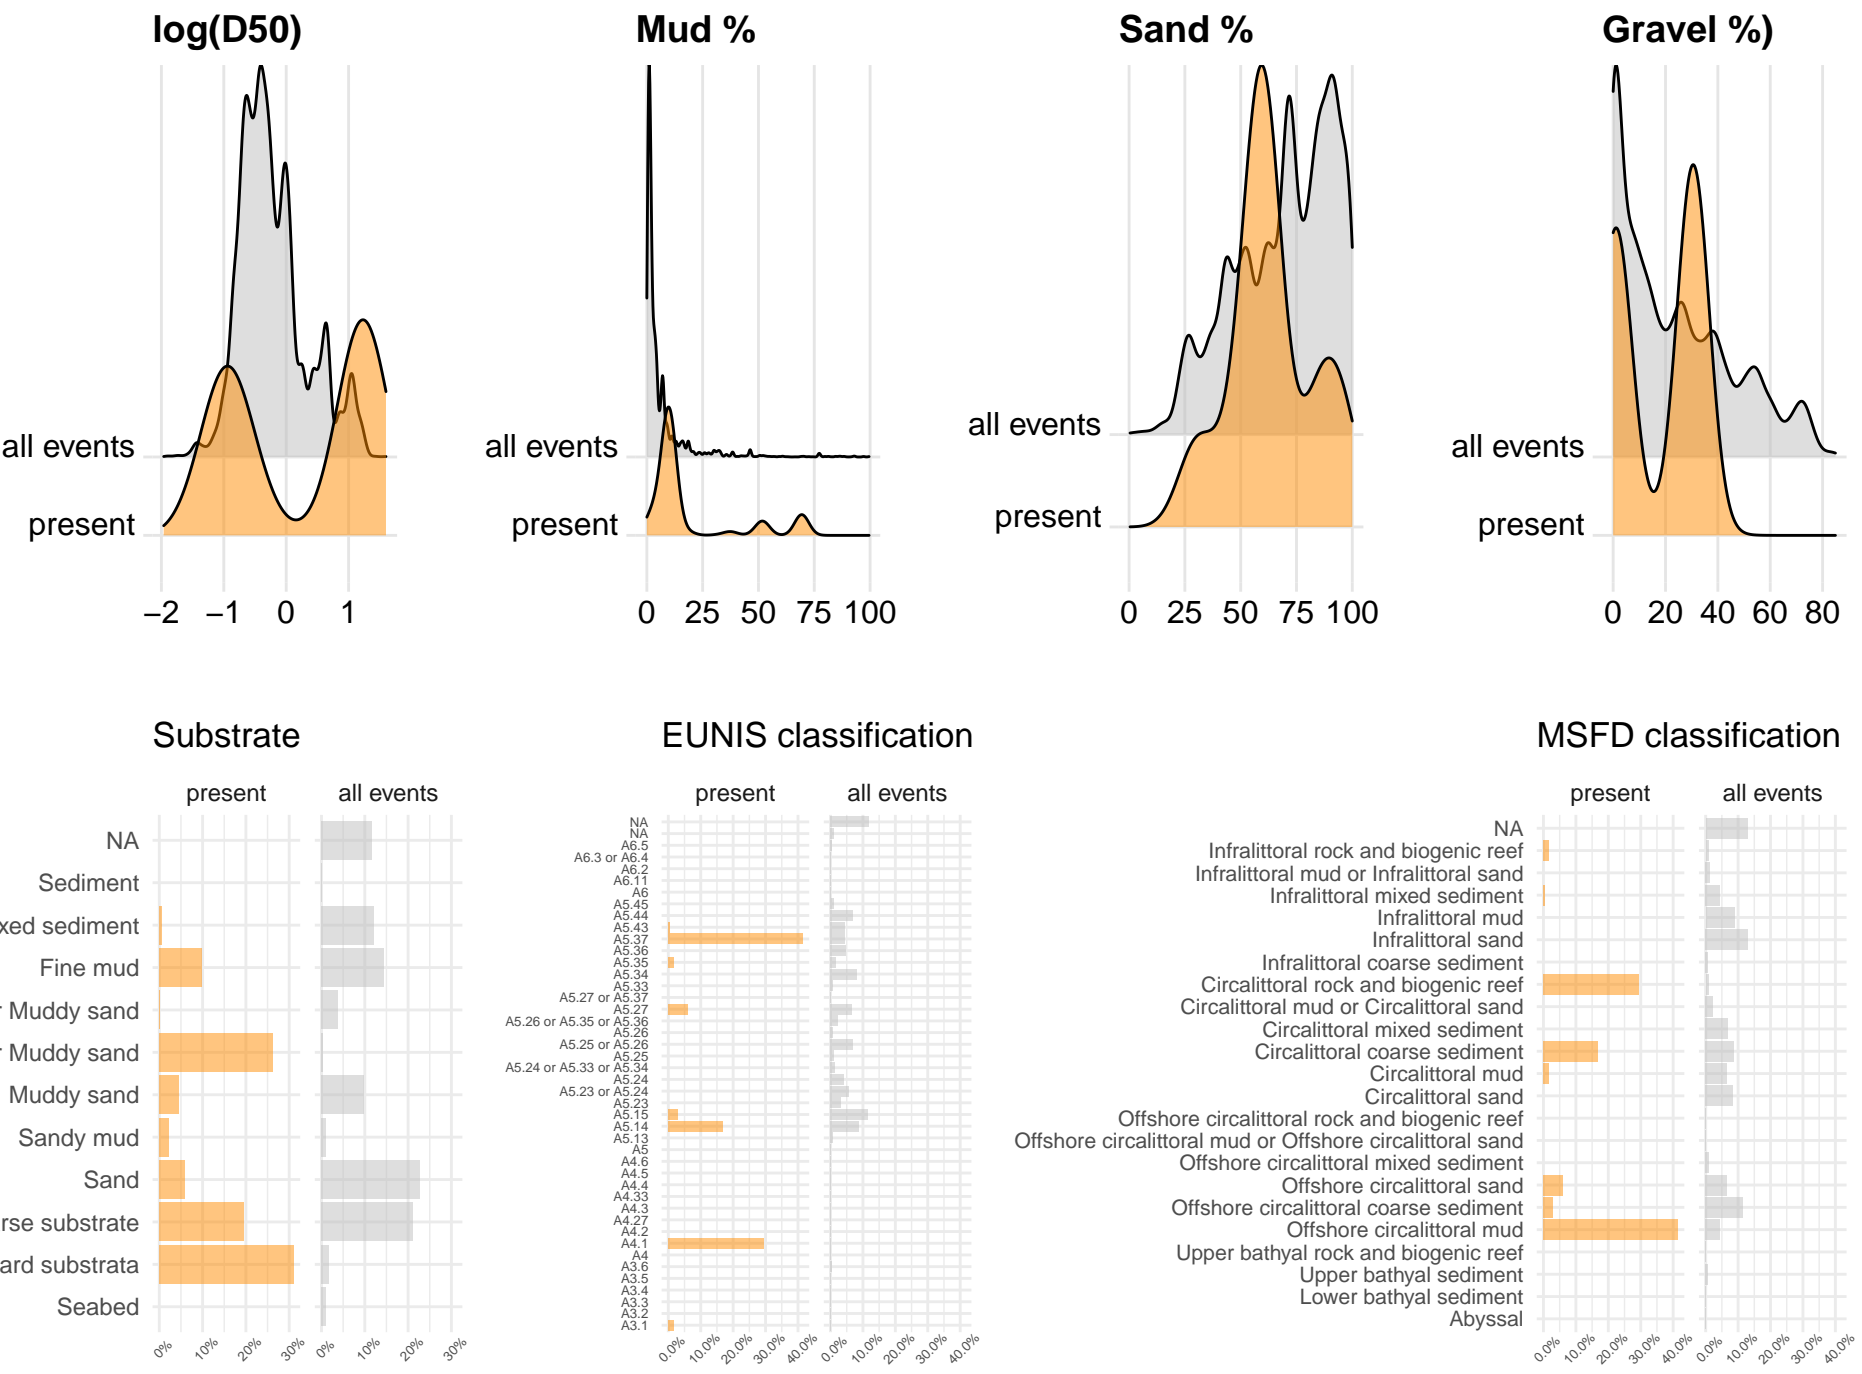 log(D50)
Mud %
Sand %
Gravel %)
all events
present
−2 −1 0 1
all events
present
0 25 50 75 100
all events
present
0 25 50 75 100
all events
present
0 20 40 60 80
Substrate
present all events
NA
Sediment
xed sediment
Fine mud
r Muddy sand
r Muddy sand
Muddy sand
Sandy mud
Sand
rse substrate
ard substrata
Seabed
0% 10% 20% 30% 0% 10% 20% 30%
EUNIS classification
present all events
NA
NA
A6.5
A6.3 or A6.4
A6.2
A6.11
A6
A5.45
A5.44
A5.43
A5.37
A5.36
A5.35
A5.34
A5.33
A5.27 or A5.37
A5.27
A5.26 or A5.35 or A5.36
A5.26
A5.25 or A5.26
A5.25
A5.24 or A5.33 or A5.34
A5.24
A5.23 or A5.24
A5.23
A5.15
A5.14
A5.13
A5
A4.6
A4.5
A4.4
A4.33
A4.3
A4.27
A4.2
A4.1
A4
A3.6
A3.5
A3.4
A3.3
A3.2
A3.1
0.0% 10.0% 20.0% 30.0% 40.0% 0.0% 10.0% 20.0% 30.0% 40.0%
MSFD classification
present all events
NA
Infralittoral rock and biogenic reef
Infralittoral mud or Infralittoral sand
Infralittoral mixed sediment
Infralittoral mud
Infralittoral sand
Infralittoral coarse sediment
Circalittoral rock and biogenic reef
Circalittoral mud or Circalittoral sand
Circalittoral mixed sediment
Circalittoral coarse sediment
Circalittoral mud
Circalittoral sand
Offshore circalittoral rock and biogenic reef
Offshore circalittoral mud or Offshore circalittoral sand
Offshore circalittoral mixed sediment
Offshore circalittoral sand
Offshore circalittoral coarse sediment
Offshore circalittoral mud
Upper bathyal rock and biogenic reef
Upper bathyal sediment
Lower bathyal sediment
Abyssal
0.0% 10.0% 20.0% 30.0% 40.0% 0.0% 10.0% 20.0% 30.0% 40.0%